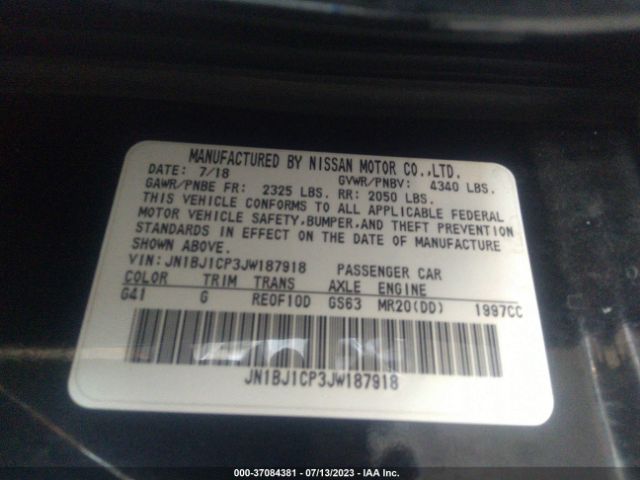 MANUFACTURED BY NISSAN MOTOR CO.,LTD.
DATE: 7/18 GVWR/PNBV: 4340 LBS.
GAWR/PNBE FR: 2325 LBS. RR: 2050 LBS.
THIS VEHICLE CONFORMS TO ALL APPLICABLE FEDERAL
MOTOR VEHICLE SAFETY,BUMPER,AND THEFT PREVENTION
STANDARDS IN EFFECT ON THE DATE OF MANUFACTURE
SHOWN ABOVE.
VIN:JN1BJ1CP3JW187918 PASSENGER CAR
COLOR TRIM TRANS AXLE ENGINE
G41 G RE0F10D GS63 MR20(DD) 1997CC
JN1BJ1CP3JW187918
000-37084381 - 07/13/2023 - IAA Inc.